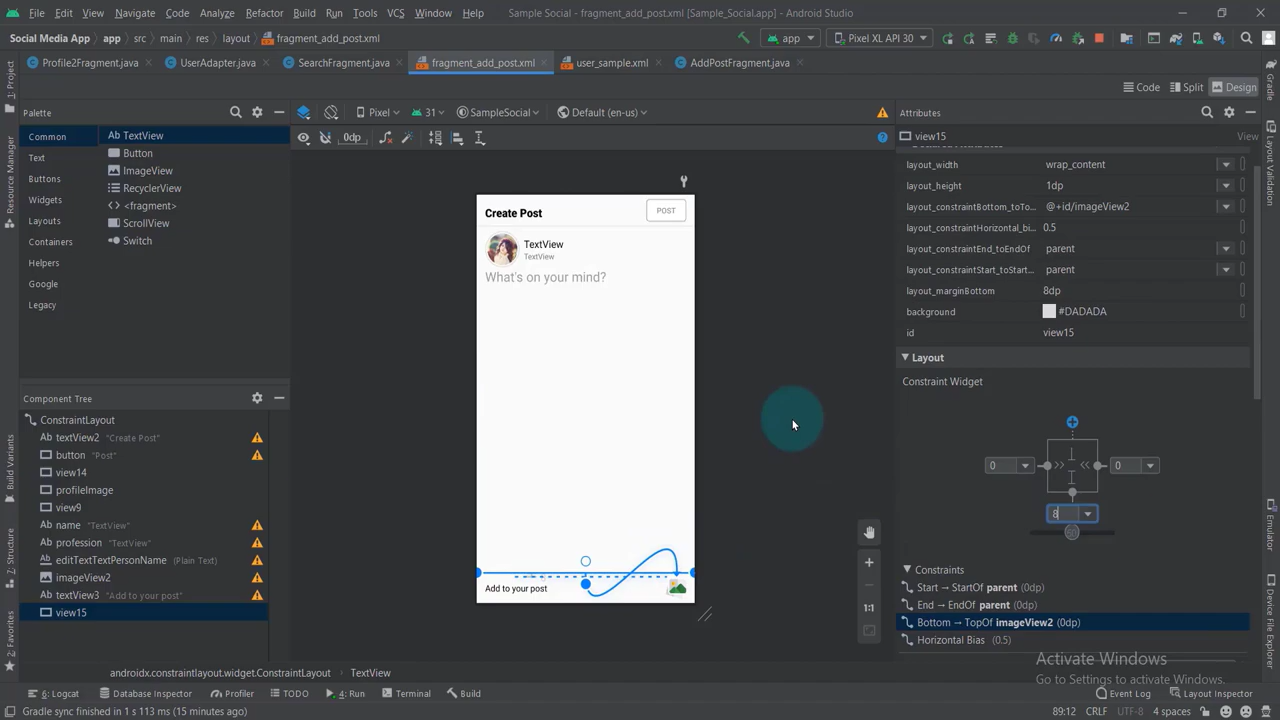 File Edit View Navigate Code Analyze Refactor Build Run Tools VCS Window Help Sample Social - fragment_add_post.xml [Sample_Social.app] - Android Studio
Social Media App app src main res layout fragment_add_post.xml app Pixel XL API 30
Profile2Fragment.java UserAdapter.java SearchFragment.java fragment_add_post.xml user_sample.xml AddPostFragment.java
Code Split Design
Palette Pixel 31 SampleSocial Default (en-us) Attributes
Common Ab TextView 0dp view15 View
Button
Text
ImageView
Buttons
RecyclerView
Widgets
<fragment>
Layouts
ScrollView
Containers
Switch
Helpers
Google
Legacy
Create Post POST
TextView
TextView
What's on your mind?
Add to your post
1:1
layout_width wrap_content
layout_height 1dp
layout_constraintBottom_toTo... @+id/imageView2
layout_constraintHorizontal_bi... 0.5
layout_constraintEnd_toEndOf parent
layout_constraintStart_toStart... parent
layout_marginBottom 8dp
background #DADADA
id view15
Layout
Constraint Widget
0 0
8
50
Constraints
Start → StartOf parent (0dp)
End → EndOf parent (0dp)
Bottom → TopOf imageView2 (0dp)
Horizontal Bias (0.5)
Component Tree
ConstraintLayout
Ab textView2 "Create Post"
button "Post"
view14
profileImage
view9
Ab name "TextView"
Ab profession "TextView"
Ab editTextTextPersonName (Plain Text)
imageView2
Ab textView3 "Add to your post"
view15
androidx.constraintlayout.widget.ConstraintLayout TextView
Activate Windows
Go to Settings to activate Windows.
6: Logcat Database Inspector Profiler TODO 4: Run Terminal Build Event Log Layout Inspector
Gradle sync finished in 1 s 113 ms (15 minutes ago) 89:12 CRLF UTF-8 4 spaces
1: Project
Resource Manager
Build Variants
7: Structure
2: Favorites
Gradle
Layout Validation
Emulator
Device File Explorer